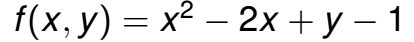 f(x, y) = x² − 2x + y − 1